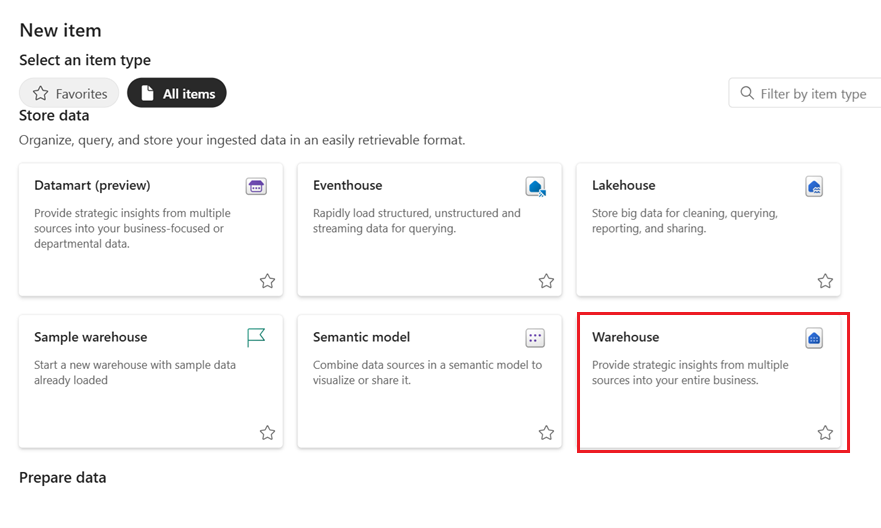 New item
Select an item type
Favorites
All items
Filter by item type
Store data
Organize, query, and store your ingested data in an easily retrievable format.
Datamart (preview)
Provide strategic insights from multiple
sources into your business-focused or
departmental data.
Eventhouse
Rapidly load structured, unstructured and
streaming data for querying.
Lakehouse
Store big data for cleaning, querying,
reporting, and sharing.
Sample warehouse
Start a new warehouse with sample data
already loaded
Semantic model
Combine data sources in a semantic model to
visualize or share it.
Warehouse
Provide strategic insights from multiple
sources into your entire business.
Prepare data